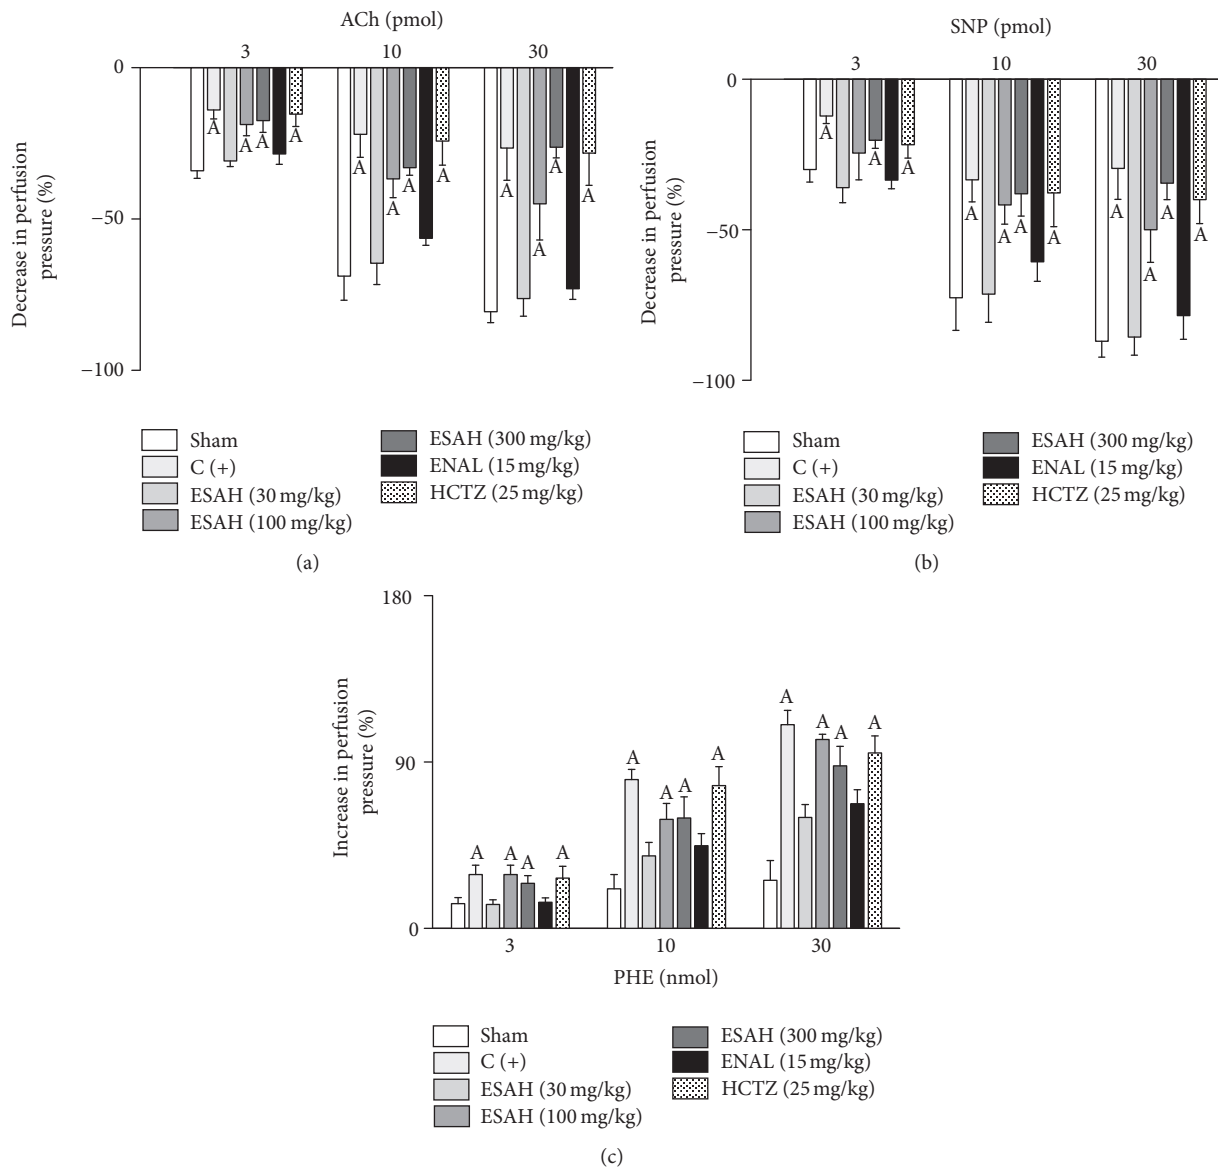 ACh (pmol)
3 10 30
0
−50
−100
Decrease in perfusion
pressure (%)
A A A A A
A A A A
A A A A
Sham
C (+)
ESAH (30 mg/kg)
ESAH (100 mg/kg)
ESAH (300 mg/kg)
ENAL (15 mg/kg)
HCTZ (25 mg/kg)
(a)
SNP (pmol)
3 10 30
0
−50
−100
Decrease in perfusion
pressure (%)
A A A
A A A A
A A A A
Sham
C (+)
ESAH (30 mg/kg)
ESAH (100 mg/kg)
ESAH (300 mg/kg)
ENAL (15 mg/kg)
HCTZ (25 mg/kg)
(b)
180
90
0
Increase in perfusion
pressure (%)
A A A A
A A A A
A A A A
3 10 30
PHE (nmol)
Sham
C (+)
ESAH (30 mg/kg)
ESAH (100 mg/kg)
ESAH (300 mg/kg)
ENAL (15 mg/kg)
HCTZ (25 mg/kg)
(c)